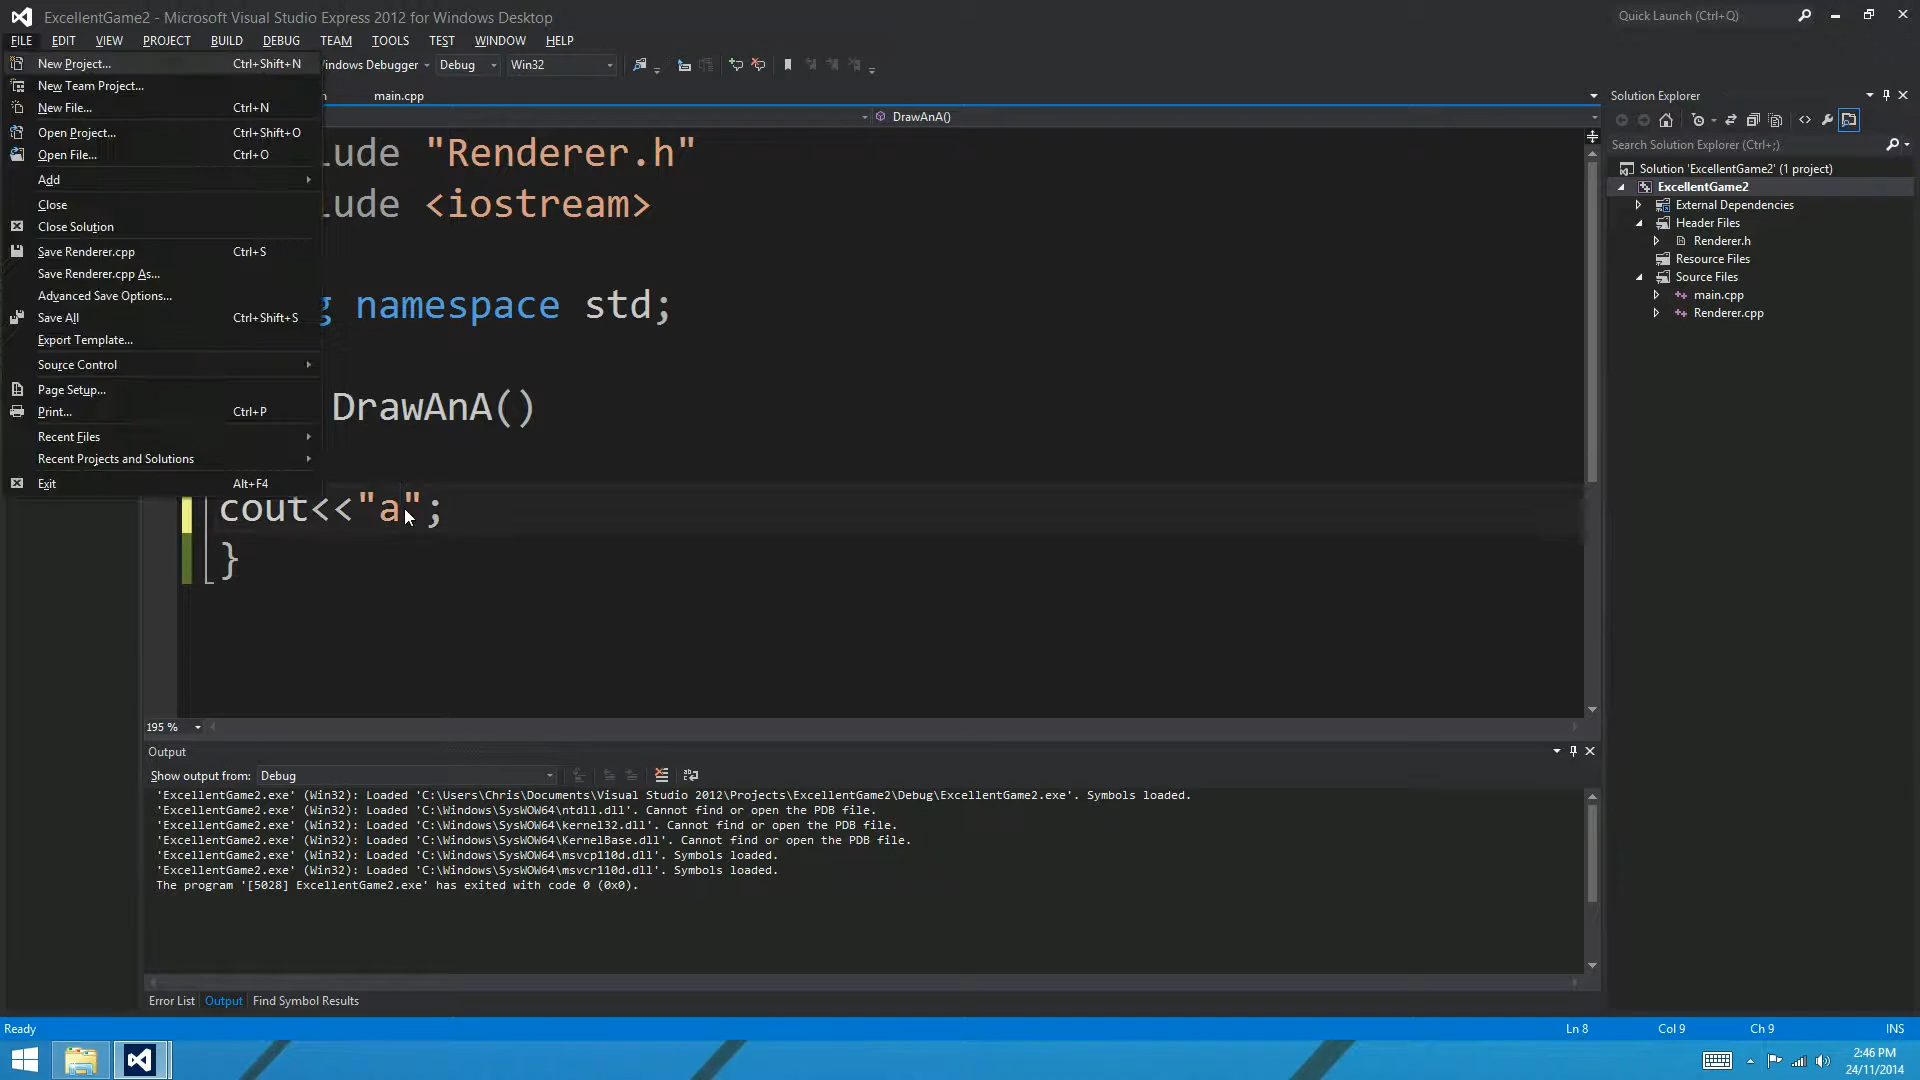 ExcellentGame2 - Microsoft Visual Studio Express 2012 for Windows Desktop
Quick Launch (Ctrl+Q)
FILE EDIT VIEW PROJECT BUILD DEBUG TEAM TOOLS TEST WINDOW HELP
New Project... Ctrl+Shift+N
indows Debugger Debug Win32
New Team Project...
New File... Ctrl+N
main.cpp
Open Project... Ctrl+Shift+O
Open File... Ctrl+O
Add
Close
Close Solution
Save Renderer.cpp Ctrl+S
Save Renderer.cpp As...
Advanced Save Options...
Save All Ctrl+Shift+S
Export Template...
Source Control
Page Setup...
Print... Ctrl+P
Recent Files
Recent Projects and Solutions
Exit Alt+F4
DrawAnA()
lude "Renderer.h"
lude <iostream>
g namespace std;
DrawAnA()
cout<<"a";
}
195 %
Solution Explorer
Search Solution Explorer (Ctrl+;)
Solution 'ExcellentGame2' (1 project)
ExcellentGame2
External Dependencies
Header Files
Renderer.h
Resource Files
Source Files
main.cpp
Renderer.cpp
Output
Show output from: Debug
'ExcellentGame2.exe' (Win32): Loaded 'C:\Users\Chris\Documents\Visual Studio 2012\Projects\ExcellentGame2\Debug\ExcellentGame2.exe'. Symbols loaded.
'ExcellentGame2.exe' (Win32): Loaded 'C:\Windows\SysWOW64\ntdll.dll'. Cannot find or open the PDB file.
'ExcellentGame2.exe' (Win32): Loaded 'C:\Windows\SysWOW64\kernel32.dll'. Cannot find or open the PDB file.
'ExcellentGame2.exe' (Win32): Loaded 'C:\Windows\SysWOW64\KernelBase.dll'. Cannot find or open the PDB file.
'ExcellentGame2.exe' (Win32): Loaded 'C:\Windows\SysWOW64\msvcp110d.dll'. Symbols loaded.
'ExcellentGame2.exe' (Win32): Loaded 'C:\Windows\SysWOW64\msvcr110d.dll'. Symbols loaded.
The program '[5028] ExcellentGame2.exe' has exited with code 0 (0x0).
Error List Output Find Symbol Results
Ready Ln 8 Col 9 Ch 9 INS
2:46 PM
24/11/2014